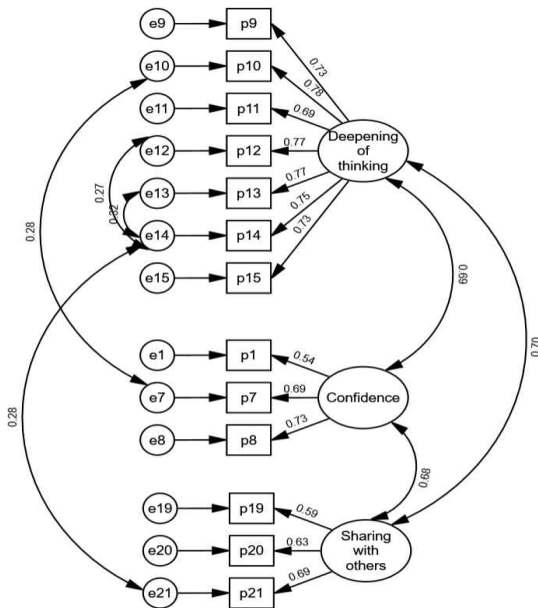 e9 p9
0.73
e10 p10
0.78
e11 p11
0.69
Deepening
of
thinking
e12 p12
0.77
0.27
e13 p13
0.77
0.32
e14 p14
0.75
0.73
0.28
e15 p15
0.69
0.70
e1 p1
0.54
e7 p7
0.69
Confidence
e8 p8
0.73
0.28
0.68
e19 p19
0.59
e20 p20
0.63
Sharing
with
others
e21 p21
0.69